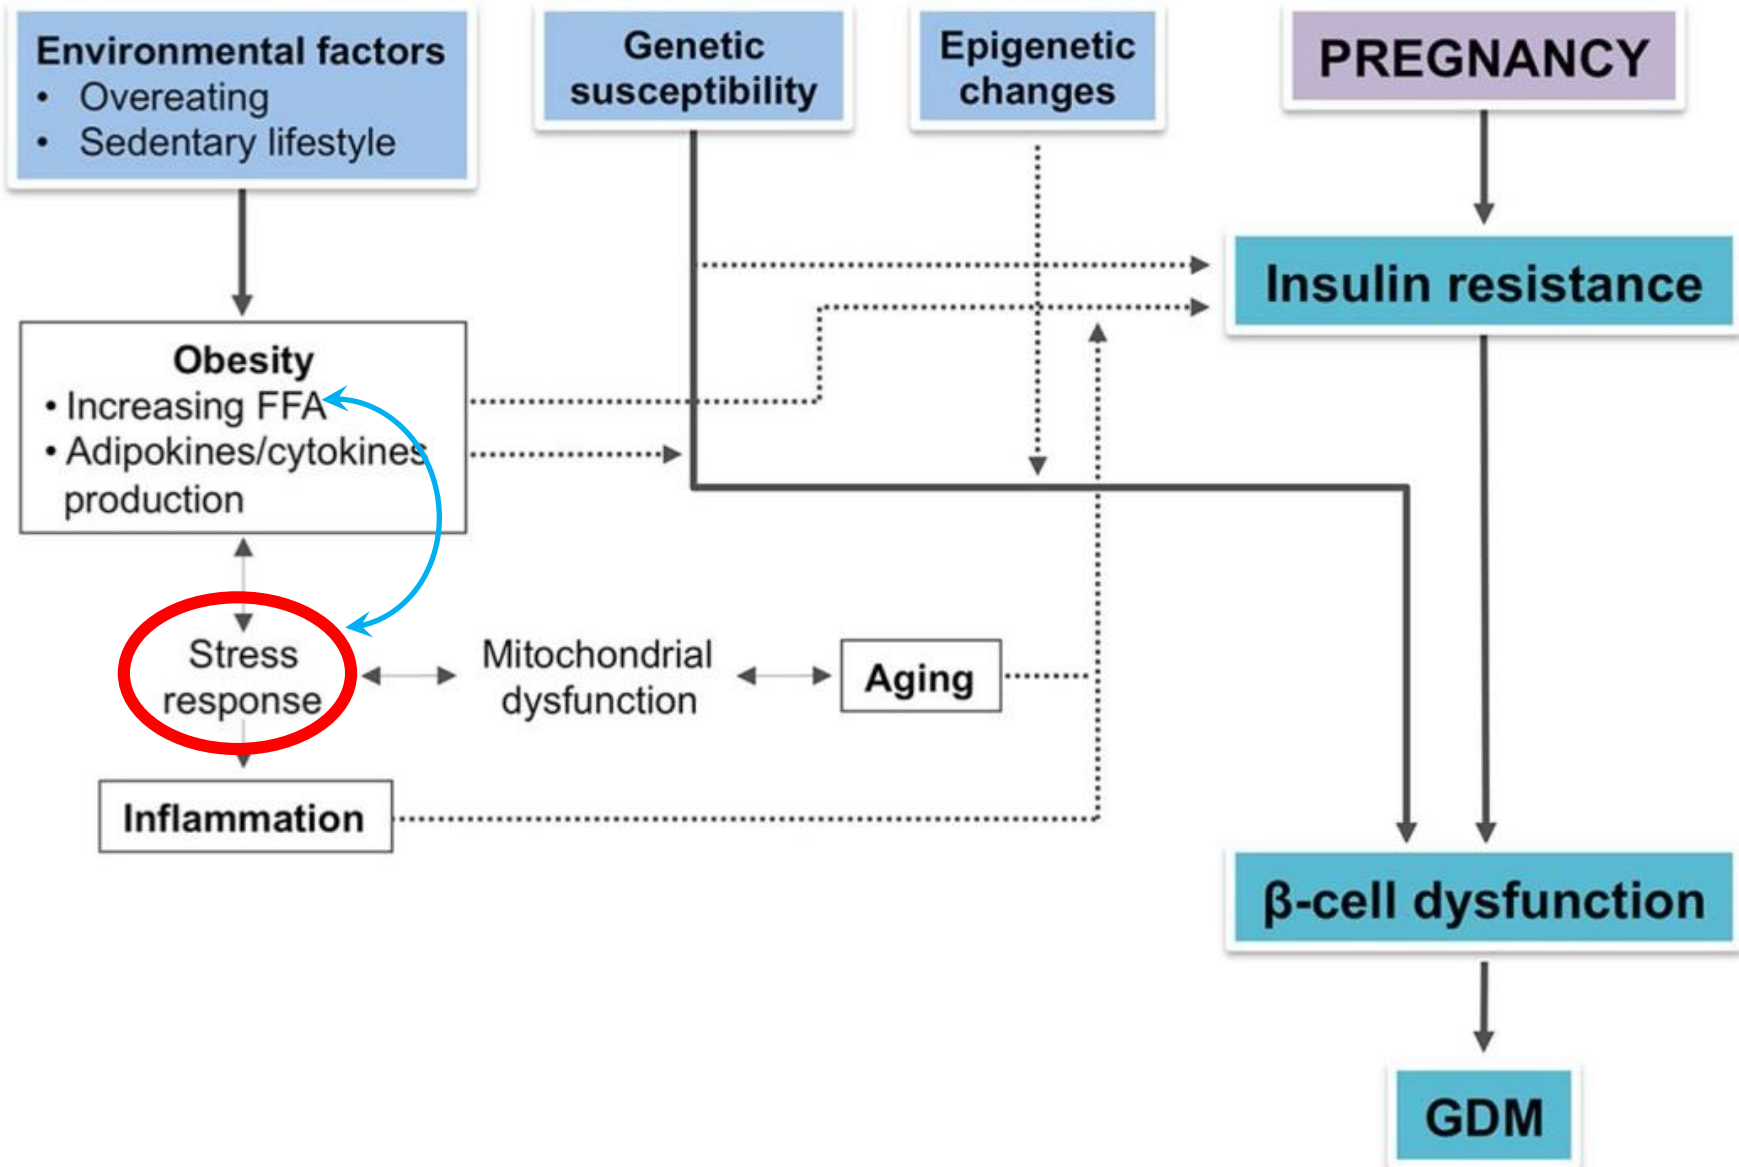 Environmental factors
• Overeating
• Sedentary lifestyle
Genetic
susceptibility
Epigenetic
changes
PREGNANCY
Insulin resistance
Obesity
• Increasing FFA
• Adipokines/cytokines
production
Stress
response
Mitochondrial
dysfunction
Aging
Inflammation
β-cell dysfunction
GDM